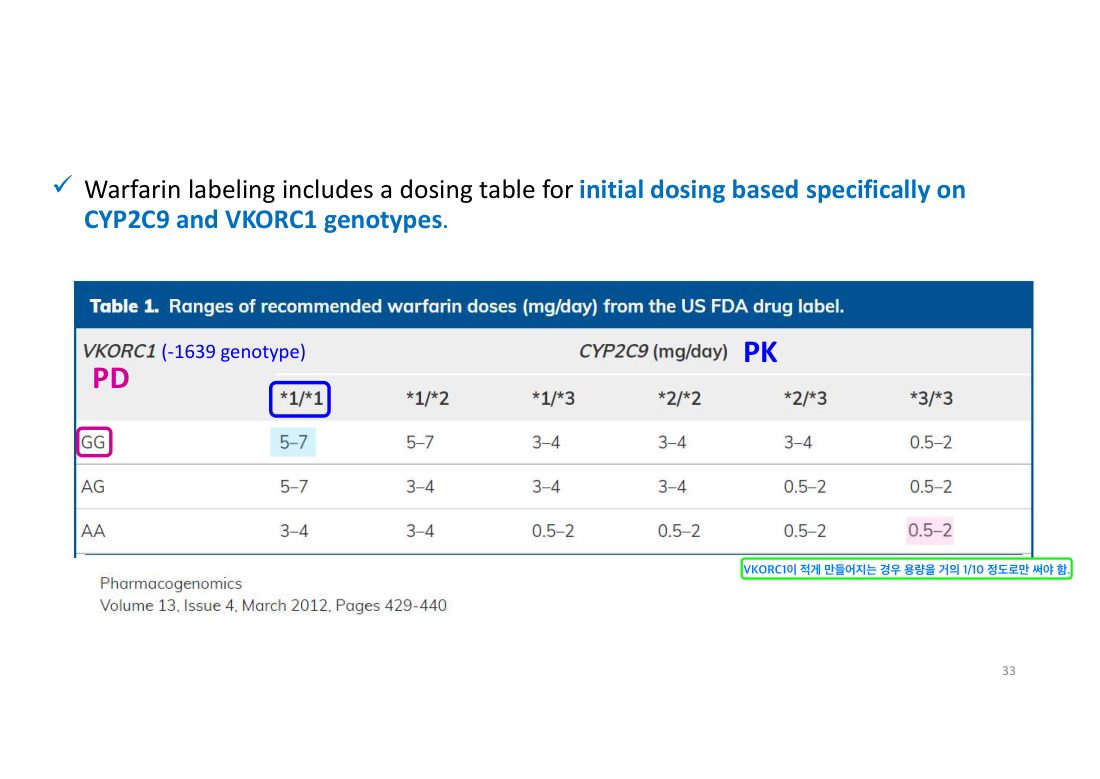 ✓ Warfarin labeling includes a dosing table for initial dosing based specifically on
CYP2C9 and VKORC1 genotypes.
Table 1. Ranges of recommended warfarin doses (mg/day) from the US FDA drug label.
VKORC1 (-1639 genotype) CYP2C9 (mg/day) PK
PD
*1/*1 *1/*2 *1/*3 *2/*2 *2/*3 *3/*3
GG 5–7 5–7 3–4 3–4 3–4 0.5–2
AG 5–7 3–4 3–4 3–4 0.5–2 0.5–2
AA 3–4 3–4 0.5–2 0.5–2 0.5–2 0.5–2
VKORC1이 적게 만들어지는 경우 용량을 거의 1/10 정도로만 써야 함.
Pharmacogenomics
Volume 13, Issue 4, March 2012, Pages 429-440
33